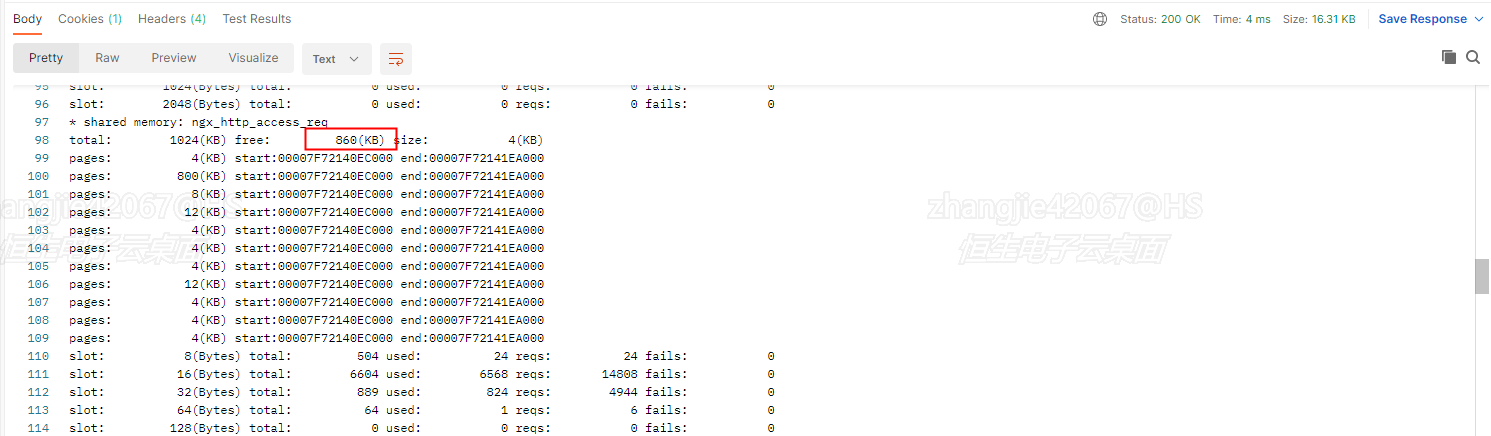 Body Cookies (1) Headers (4) Test Results Status: 200 OK Time: 4 ms Size: 16.31 KB Save Response
Pretty Raw Preview Visualize Text
95 slot: 1024(Bytes) total: 0 used: 0 reqs: 0 fails: 0
96 slot: 2048(Bytes) total: 0 used: 0 reqs: 0 fails: 0
97 * shared memory: ngx_http_access_req
98 total: 1024(KB) free: 860(KB) size: 4(KB)
99 pages: 4(KB) start:00007F72140EC000 end:00007F72141EA000
100 pages: 800(KB) start:00007F72140EC000 end:00007F72141EA000
101 pages: 8(KB) start:00007F72140EC000 end:00007F72141EA000
102 pages: 12(KB) start:00007F72140EC000 end:00007F72141EA000
103 pages: 4(KB) start:00007F72140EC000 end:00007F72141EA000
104 pages: 4(KB) start:00007F72140EC000 end:00007F72141EA000
105 pages: 4(KB) start:00007F72140EC000 end:00007F72141EA000
106 pages: 12(KB) start:00007F72140EC000 end:00007F72141EA000
107 pages: 4(KB) start:00007F72140EC000 end:00007F72141EA000
108 pages: 4(KB) start:00007F72140EC000 end:00007F72141EA000
109 pages: 4(KB) start:00007F72140EC000 end:00007F72141EA000
110 slot: 8(Bytes) total: 504 used: 24 reqs: 24 fails: 0
111 slot: 16(Bytes) total: 6604 used: 6568 reqs: 14808 fails: 0
112 slot: 32(Bytes) total: 889 used: 824 reqs: 4944 fails: 0
113 slot: 64(Bytes) total: 64 used: 1 reqs: 6 fails: 0
114 slot: 128(Bytes) total: 0 used: 0 reqs: 0 fails: 0
zhangjie42067@HS
恒生电子云桌面
zhangjie42067@HS
恒生电子云桌面